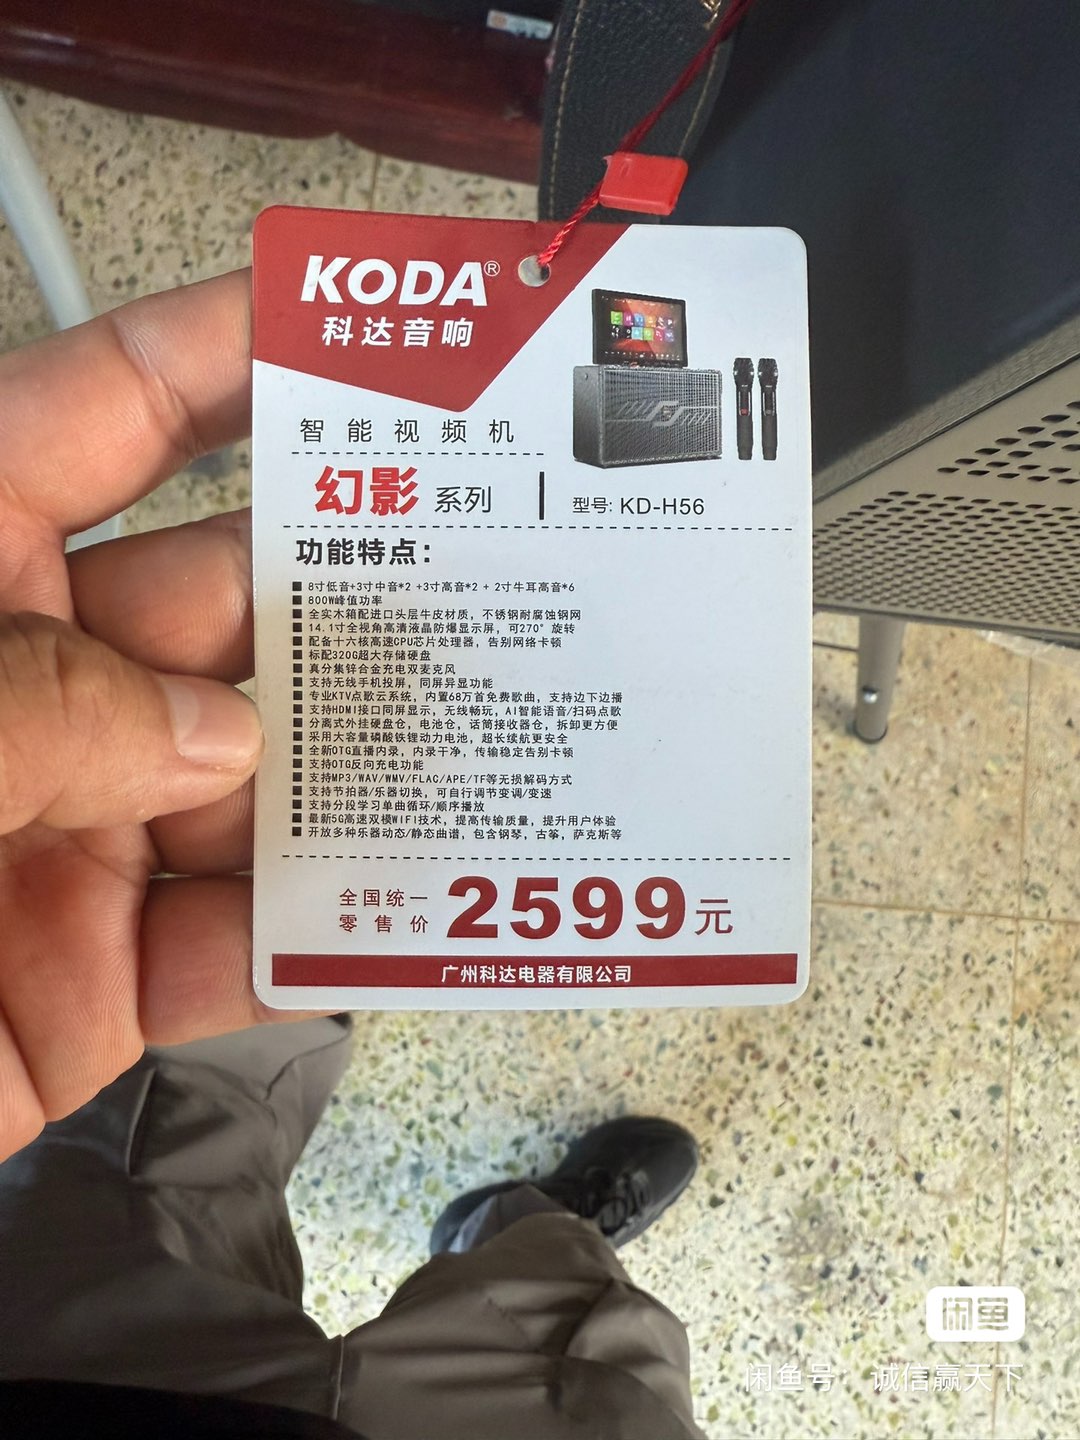 KODA®
科达音响
智能视频机
幻影 系列
型号: KD-H56
功能特点：
■ 8寸低音+3寸中音*2 +3寸高音*2 + 2寸牛耳高音*6
■ 800W峰值功率
■ 全实木箱配进口头层牛皮材质，不锈钢耐腐蚀钢网
■ 14.1寸全视角高清液晶防爆显示屏，可270°旋转
■ 配备十六核高速CPU芯片处理器，告别网络卡顿
■ 标配320G超大存储硬盘
■ 真分集锌合金充电双麦克风
■ 支持无线手机投屏，同屏异显功能
■ 专业KTV点歌云系统，内置68万首免费歌曲，支持边下边播
■ 支持HDMI接口同屏显示，无线畅玩，AI智能语音/扫码点歌
■ 分离式外挂硬盘仓，电池仓，话筒接收器仓，拆卸更方便
■ 采用大容量磷酸铁锂动力电池，超长续航更安全
■ 全新OTG直播内录，内录干净，传输稳定告别卡顿
■ 支持OTG反向充电功能
■ 支持MP3/WAV/WMV/FLAC/APE/TF等无损解码方式
■ 支持节拍器/乐器切换，可自行调节变调/变速
■ 支持分段学习单曲循环/顺序播放
■ 最新5G高速双模WIFI技术，提高传输质量，提升用户体验
■ 开放多种乐器动态/静态曲谱，包含钢琴，古筝，萨克斯等
全国统一
零售价 2599元
广州科达电器有限公司
闲鱼
闲鱼号：诚信赢天下